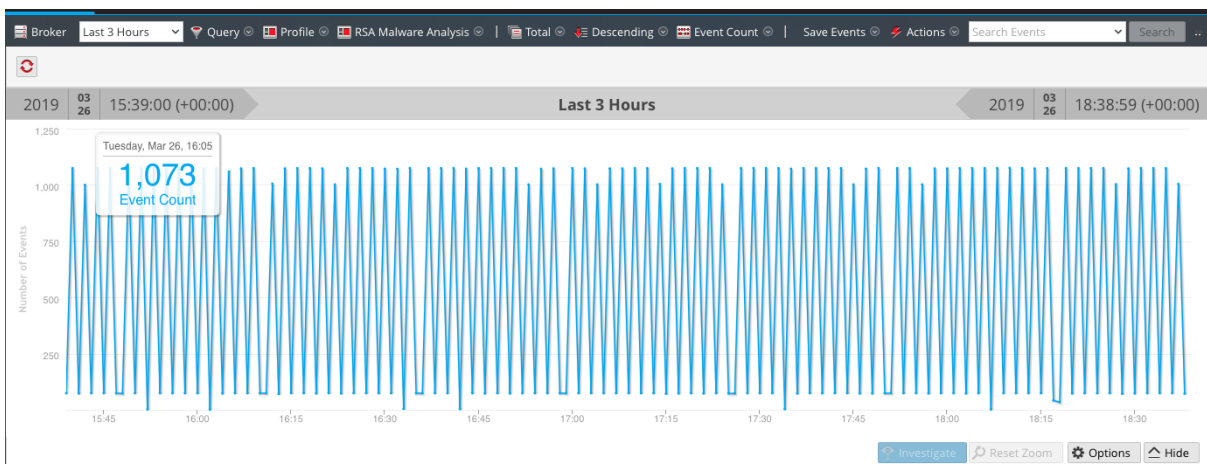 Broker Last 3 Hours Query Profile RSA Malware Analysis | Total Descending Event Count | Save Events Actions Search Events Search ..
2019 03 26 15:39:00 (+00:00) Last 3 Hours 2019 03 26 18:38:59 (+00:00)
1,250
Tuesday, Mar 26, 16:05
1,073
Event Count
1,000
750
500
250
Number of Events
15:45 16:00 16:15 16:30 16:45 17:00 17:15 17:30 17:45 18:00 18:15 18:30
Investigate Reset Zoom Options Hide